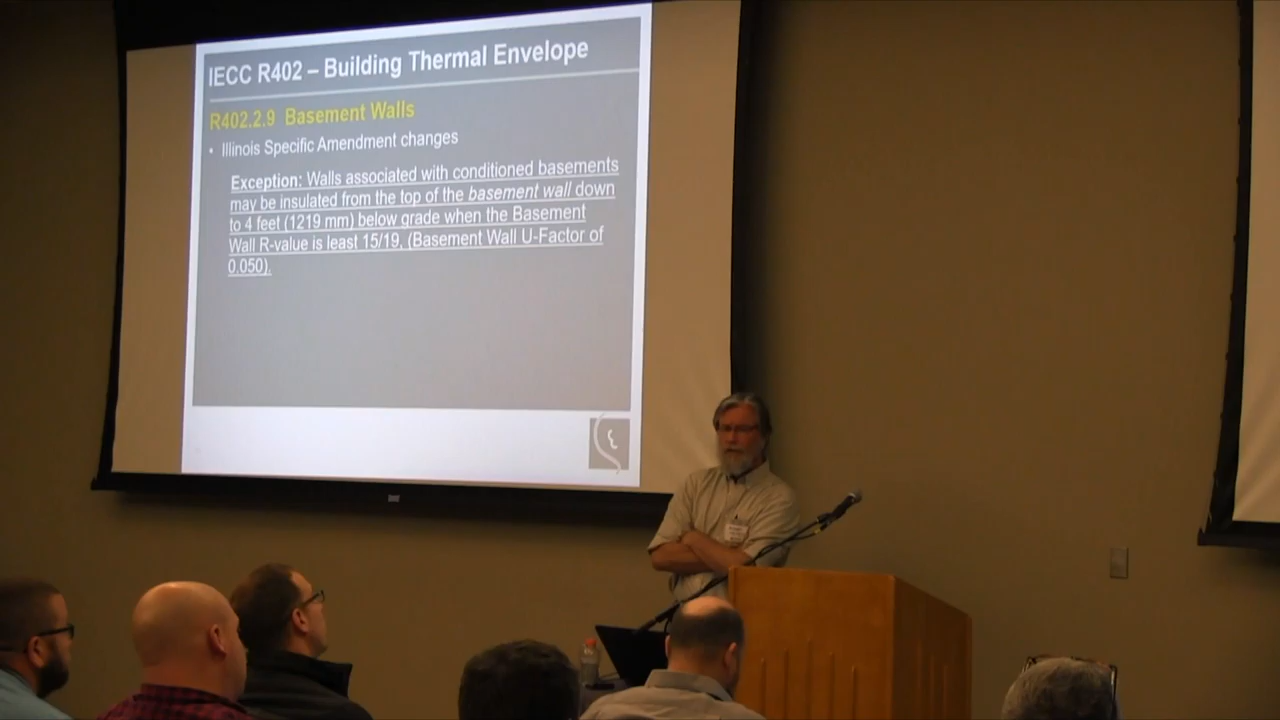 IECC R402 – Building Thermal Envelope
R402.2.9 Basement Walls
• Illinois Specific Amendment changes
Exception: Walls associated with conditioned basements
may be insulated from the top of the basement wall down
to 4 feet (1219 mm) below grade when the Basement
Wall R-value is least 15/19, (Basement Wall U-Factor of
0.050).